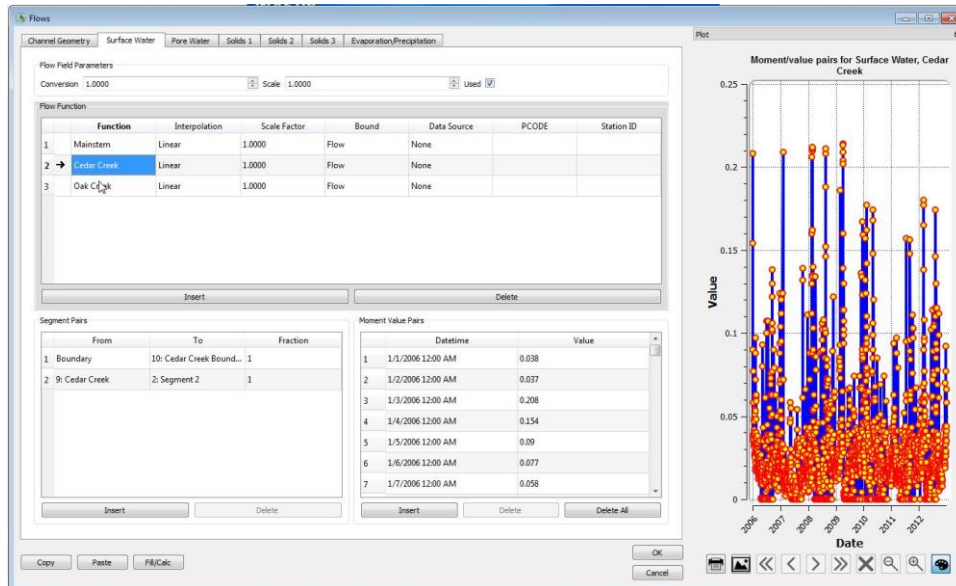 Flows
Channel Geometry Surface Water Pore Water Solids 1 Solids 2 Solids 3 Evaporation/Precipitation
Flow Field Parameters
Conversion 1.0000 Scale 1.0000 Used
Flow Function
Function Interpolation Scale Factor Bound Data Source PCODE Station ID
1 Mainstem Linear 1.0000 Flow None
2 Cedar Creek Linear 1.0000 Flow None
3 Oak Creek Linear 1.0000 Flow None
Insert Delete
Segment Pairs
From To Fraction
1 Boundary 10: Cedar Creek Bound... 1
2 9: Cedar Creek 2: Segment 2 1
Insert Delete
Moment Value Pairs
Datetime Value
1 1/1/2006 12:00 AM 0.038
2 1/2/2006 12:00 AM 0.037
3 1/3/2006 12:00 AM 0.208
4 1/4/2006 12:00 AM 0.154
5 1/5/2006 12:00 AM 0.09
6 1/6/2006 12:00 AM 0.077
7 1/7/2006 12:00 AM 0.058
Insert Delete Delete All
Copy Paste Fill/Calc
OK
Cancel
Plot
Moment/value pairs for Surface Water, Cedar
Creek
0.25
0.2
0.15
0.1
0.05
0
Value
2006 2007 2008 2009 2010 2011 2012
Date